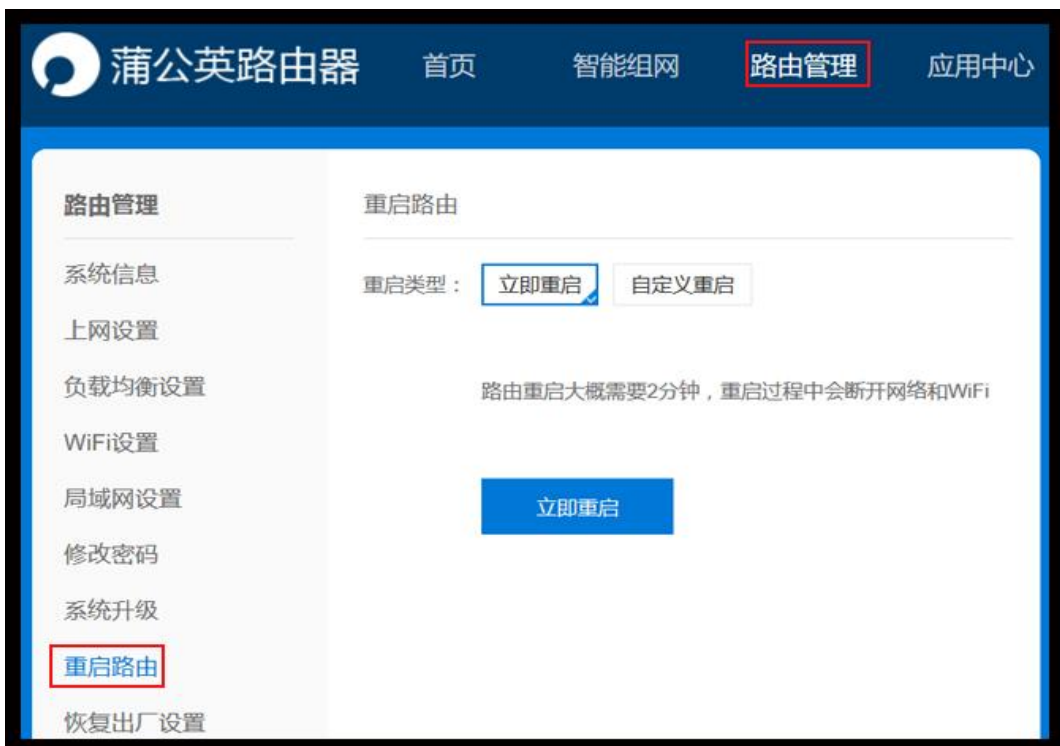 蒲公英路由器 首页 智能组网 路由管理 应用中心
路由管理
系统信息
上网设置
负载均衡设置
WiFi设置
局域网设置
修改密码
系统升级
重启路由
恢复出厂设置
重启路由
重启类型： 立即重启 自定义重启
路由重启大概需要2分钟，重启过程中会断开网络和WiFi
立即重启